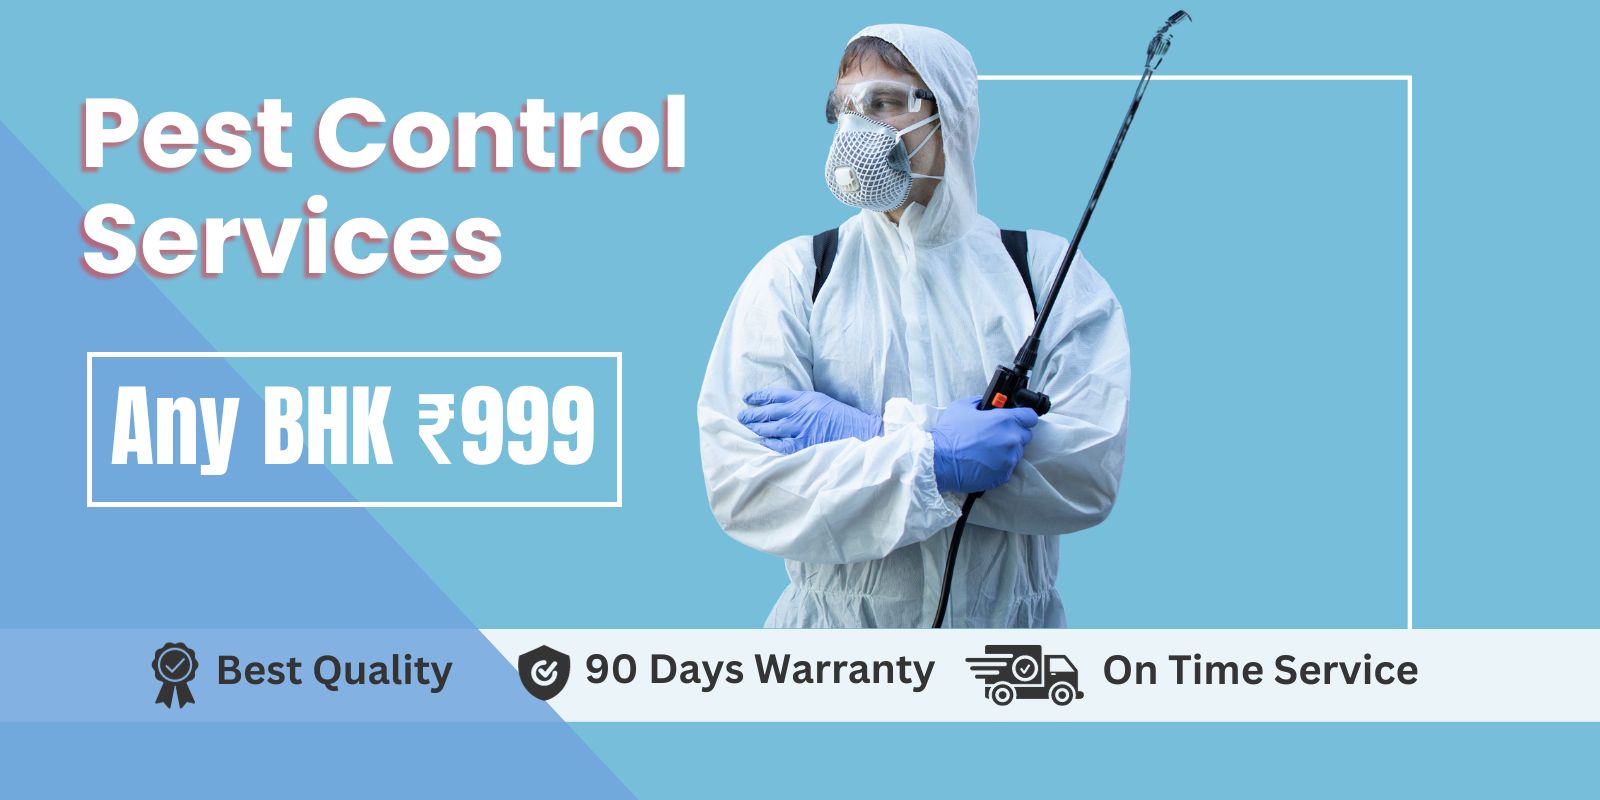 Pest Control
Services
Any BHK ₹999
Best Quality
90 Days Warranty
On Time Service